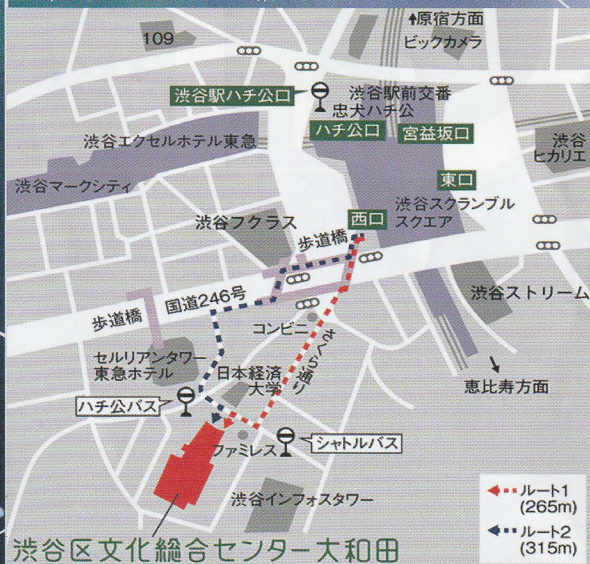 ↑原宿方面
ビックカメラ
109
渋谷駅ハチ公口
渋谷駅前交番
忠犬ハチ公
ハチ公口
宮益坂口
渋谷エクセルホテル東急
渋谷
ヒカリエ
渋谷マークシティ
東口
渋谷スクランブル
スクエア
西口
渋谷フクラス
歩道橋
国道246号
渋谷ストリーム
歩道橋
コンビニ
さくら通り
セルリアンタワー
東急ホテル
日本経済
大学
恵比寿方面
ハチ公バス
ファミレス
シャトルバス
渋谷インフォスタワー
ルート1
(265m)
ルート2
(315m)
渋谷区文化総合センター大和田